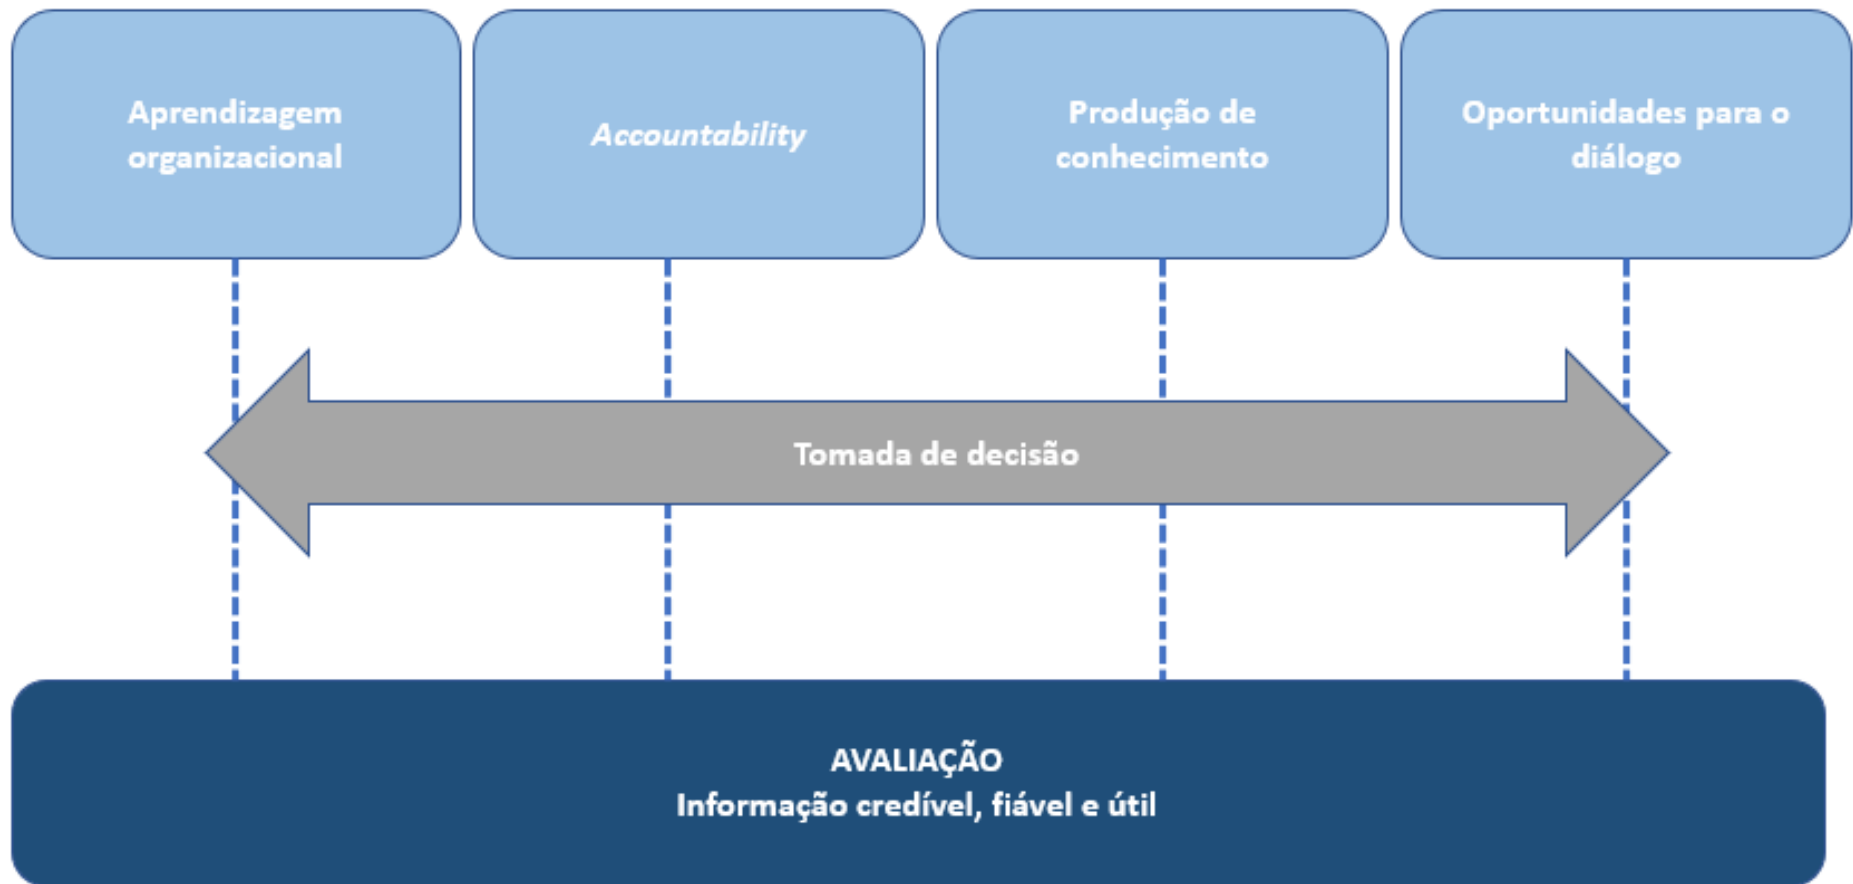 Aprendizagem
organizacional
Accountability
Produção de
conhecimento
Oportunidades para o
diálogo
Tomada de decisão
AVALIAÇÃO
Informação credível, fiável e útil